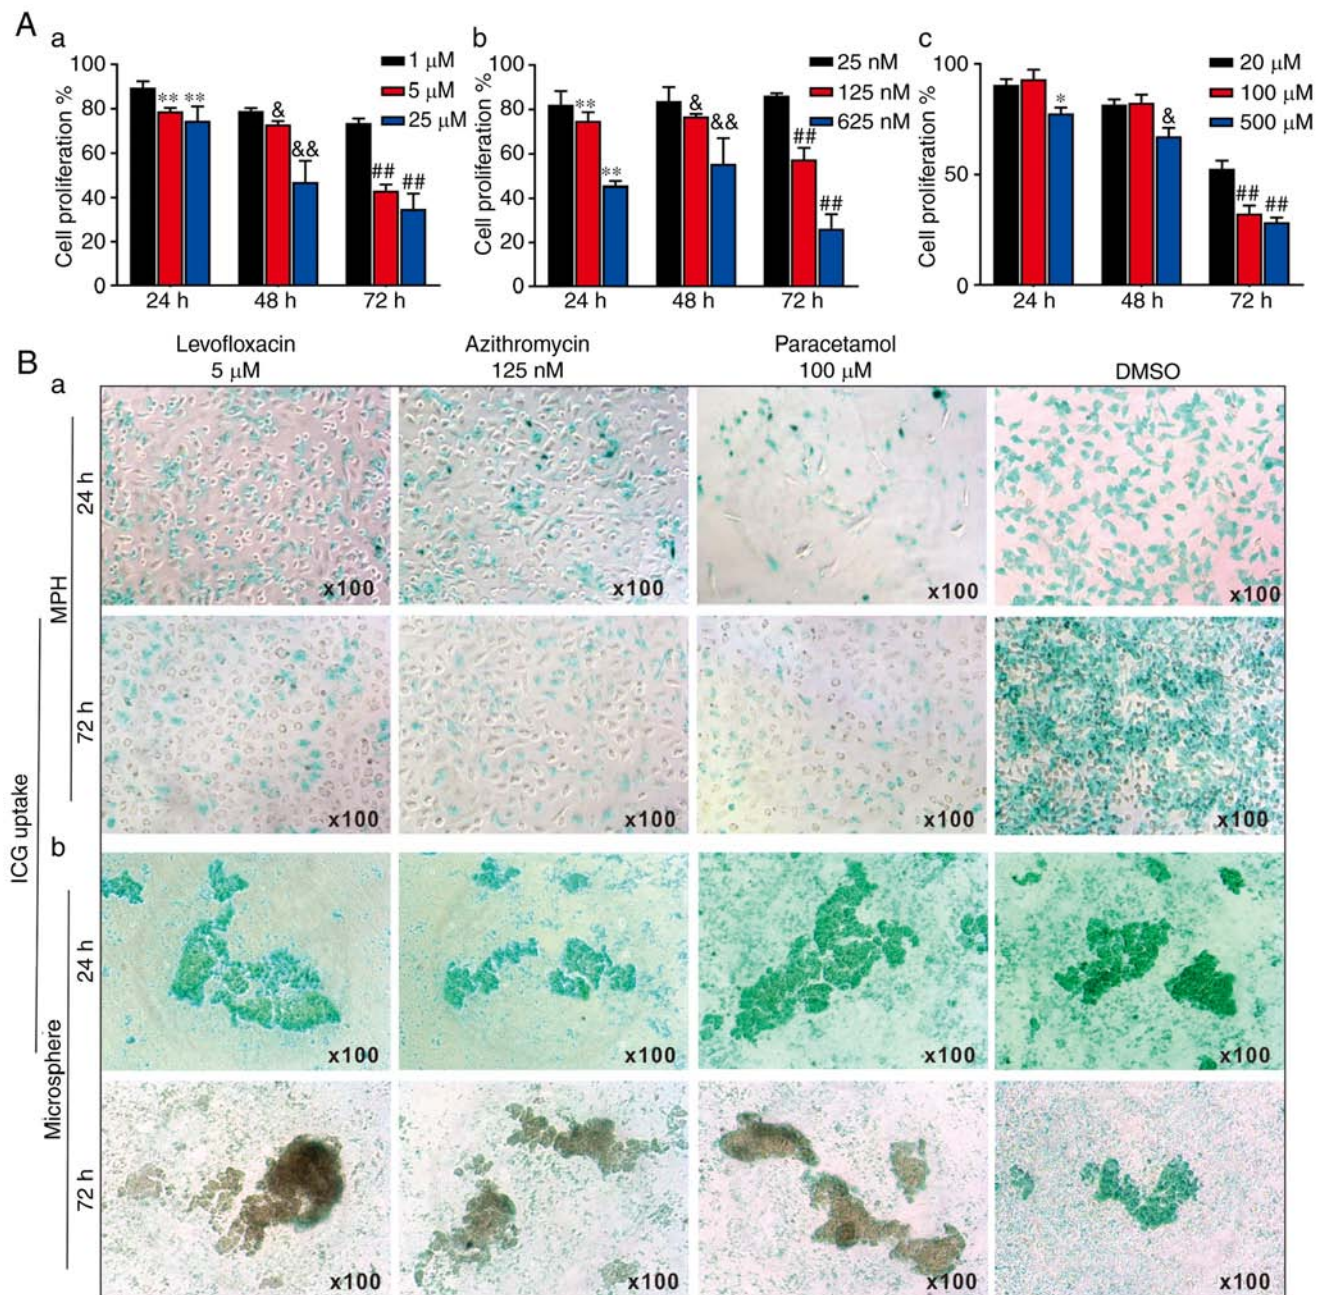 A
a
100
80
60
40
20
0
Cell proliferation %
1 µM
5 µM
25 µM
** **
&
&&
## ##
24 h 48 h 72 h
b
100
80
60
40
20
0
Cell proliferation %
25 nM
125 nM
625 nM
**
**
&
&&
##
##
24 h 48 h 72 h
c
100
50
0
Cell proliferation %
20 µM
100 µM
500 µM
*
&
## ##
24 h 48 h 72 h
B
Levofloxacin
5 µM
Azithromycin
125 nM
Paracetamol
100 µM
DMSO
a
ICG uptake
MPH
24 h
x100 x100 x100 x100
72 h
x100 x100 x100 x100
b
Microsphere
24 h
x100 x100 x100 x100
72 h
x100 x100 x100 x100